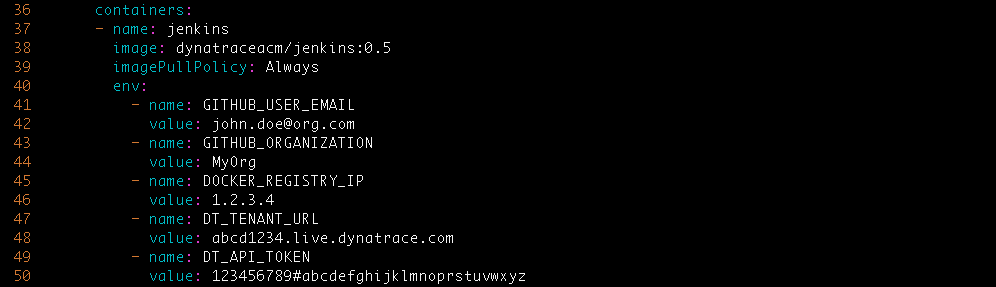 36 containers:
37 - name: jenkins
38 image: dynatraceacm/jenkins:0.5
39 imagePullPolicy: Always
40 env:
41 - name: GITHUB_USER_EMAIL
42 value: john.doe@org.com
43 - name: GITHUB_ORGANIZATION
44 value: MyOrg
45 - name: DOCKER_REGISTRY_IP
46 value: 1.2.3.4
47 - name: DT_TENANT_URL
48 value: abcd1234.live.dynatrace.com
49 - name: DT_API_TOKEN
50 value: 123456789#abcdefghijklmnoprstuvwxyz